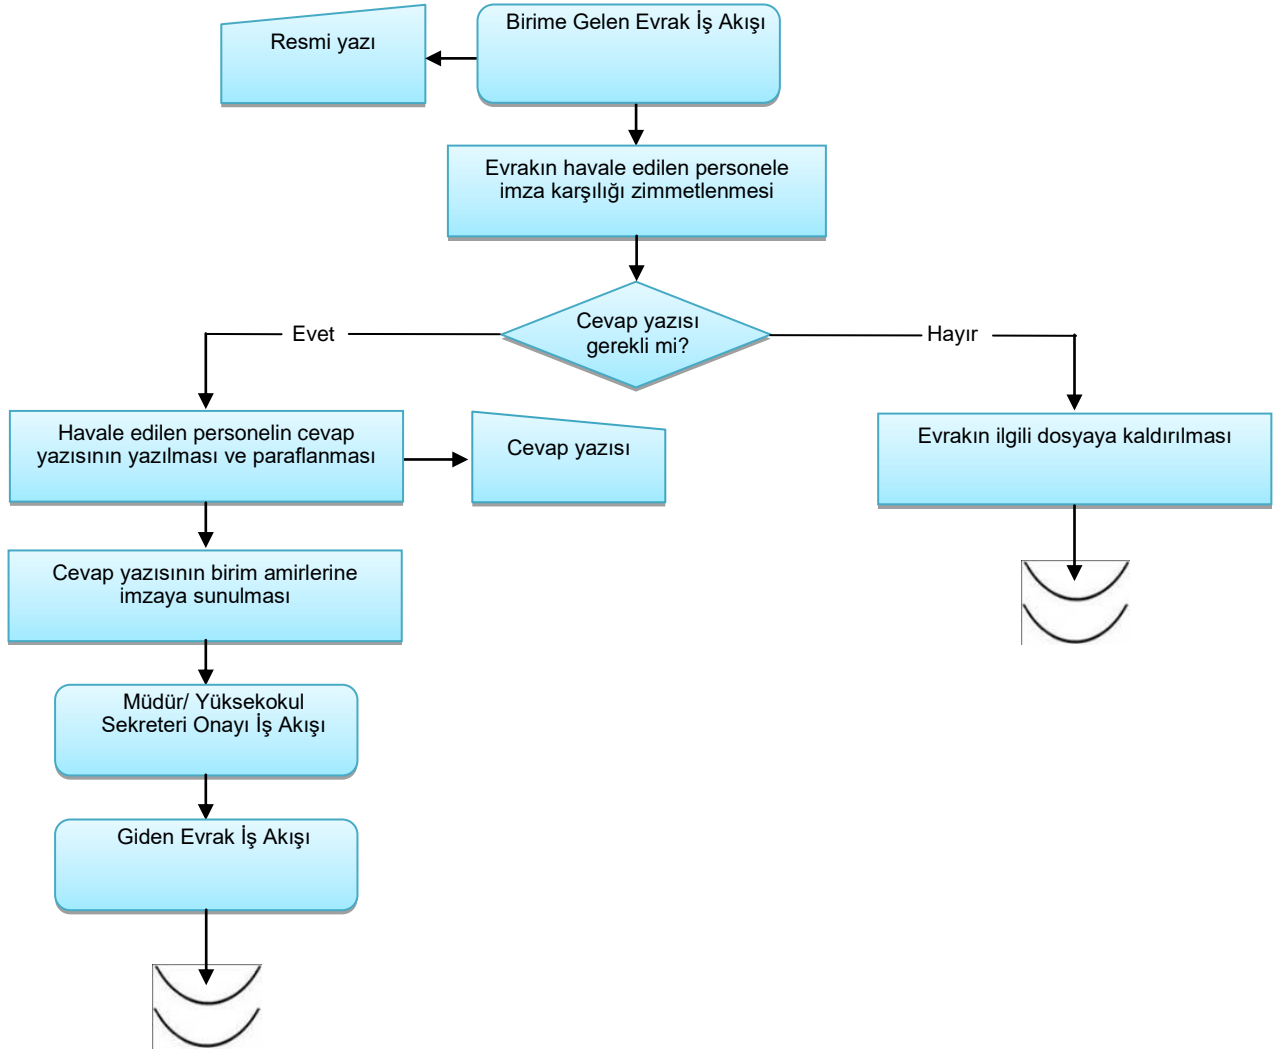 Birime Gelen Evrak İş Akışı
Resmi yazı
Evrakın havale edilen personele
imza karşılığı zimmetlenmesi
Cevap yazısı
gerekli mi?
Evet
Hayır
Havale edilen personelin cevap
yazısının yazılması ve paraflanması
Cevap yazısı
Evrakın ilgili dosyaya kaldırılması
Cevap yazısının birim amirlerine
imzaya sunulması
Müdür/ Yüksekokul
Sekreteri Onayı İş Akışı
Giden Evrak İş Akışı